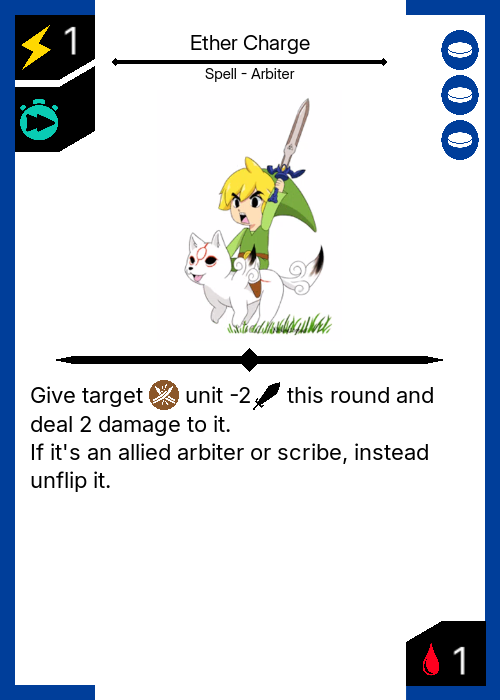 1
Ether Charge
Spell - Arbiter
Give target unit -2 this round and
deal 2 damage to it.
If it's an allied arbiter or scribe, instead
unflip it.
1